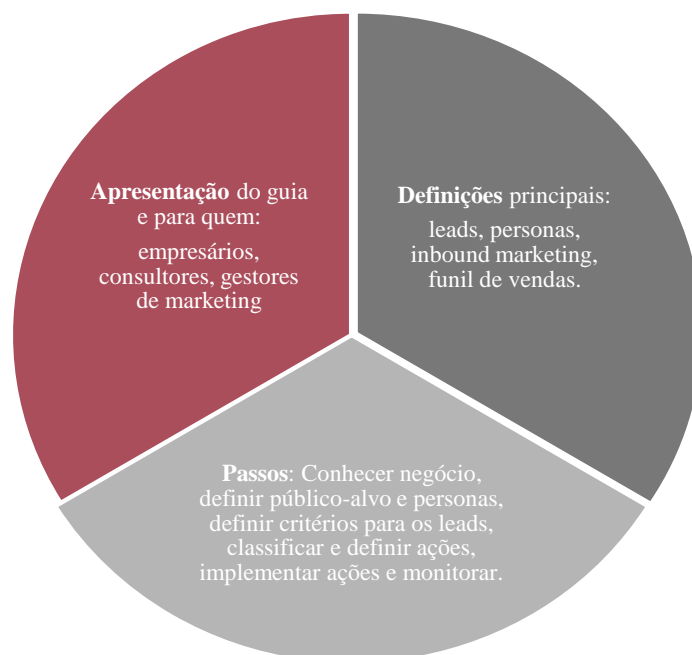 Apresentação do guia
e para quem:
empresários,
consultores, gestores
de marketing
Definições principais:
leads, personas,
inbound marketing,
funil de vendas.
Passos: Conhecer negócio,
definir público-alvo e personas,
definir critérios para os leads,
classificar e definir ações,
implementar ações e monitorar.